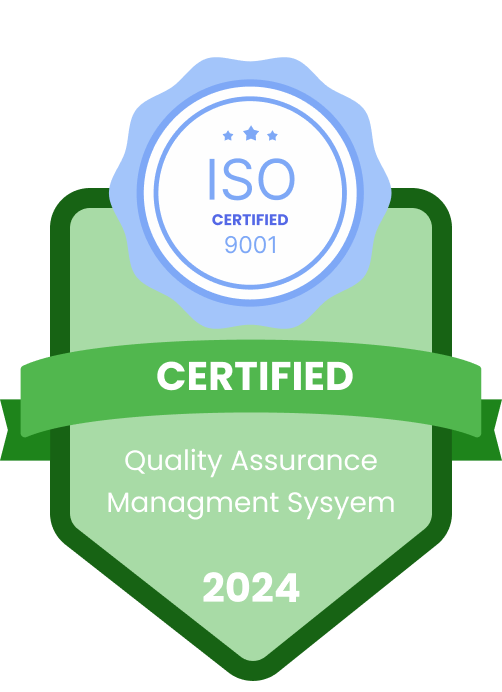 ISO
CERTIFIED
9001
CERTIFIED
Quality Assurance
Managment Sysyem
2024